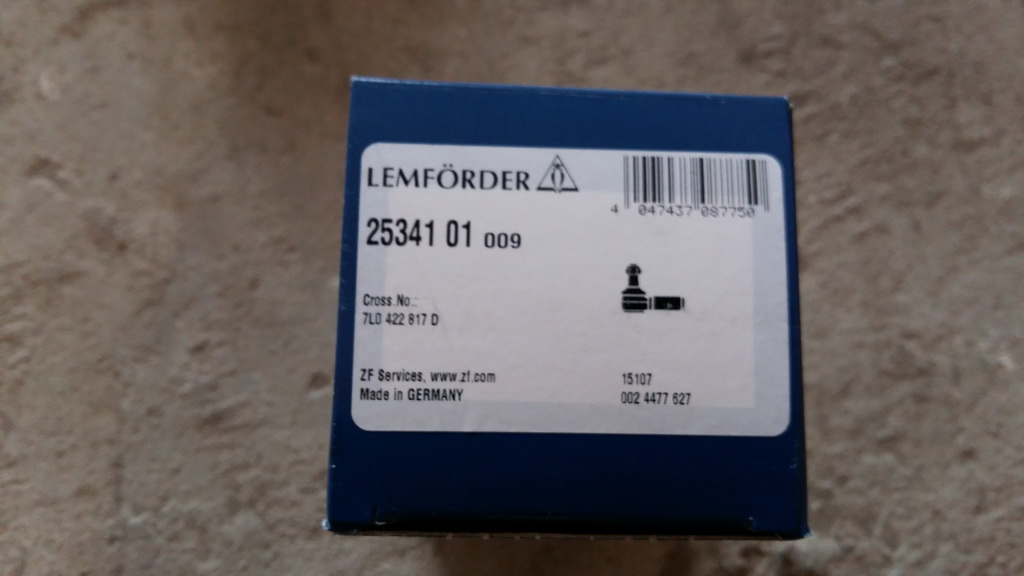 LEMFÖRDER
4 047437 087750
25341 01 009
Cross.No.:
7L0 422 817 D
ZF Services, www.zf.com
Made in GERMANY
15107
002 4477 627